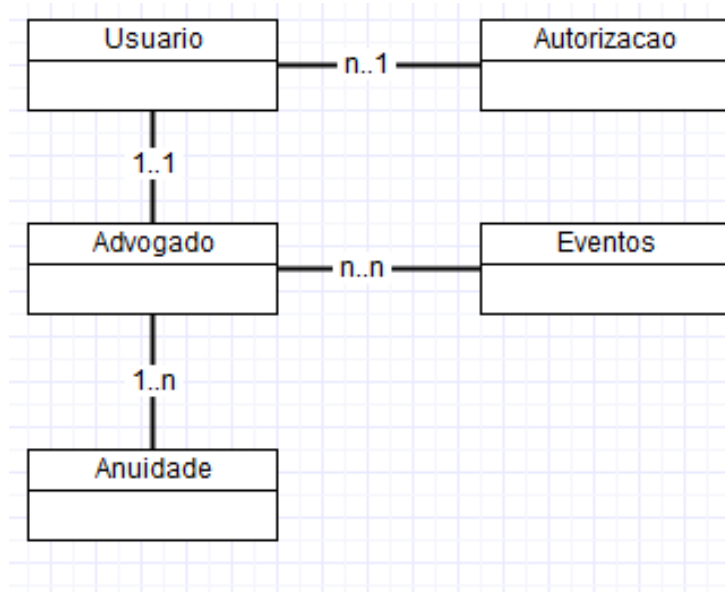 Usuario
n..1
Autorizacao
1..1
Advogado
n..n
Eventos
1..n
Anuidade